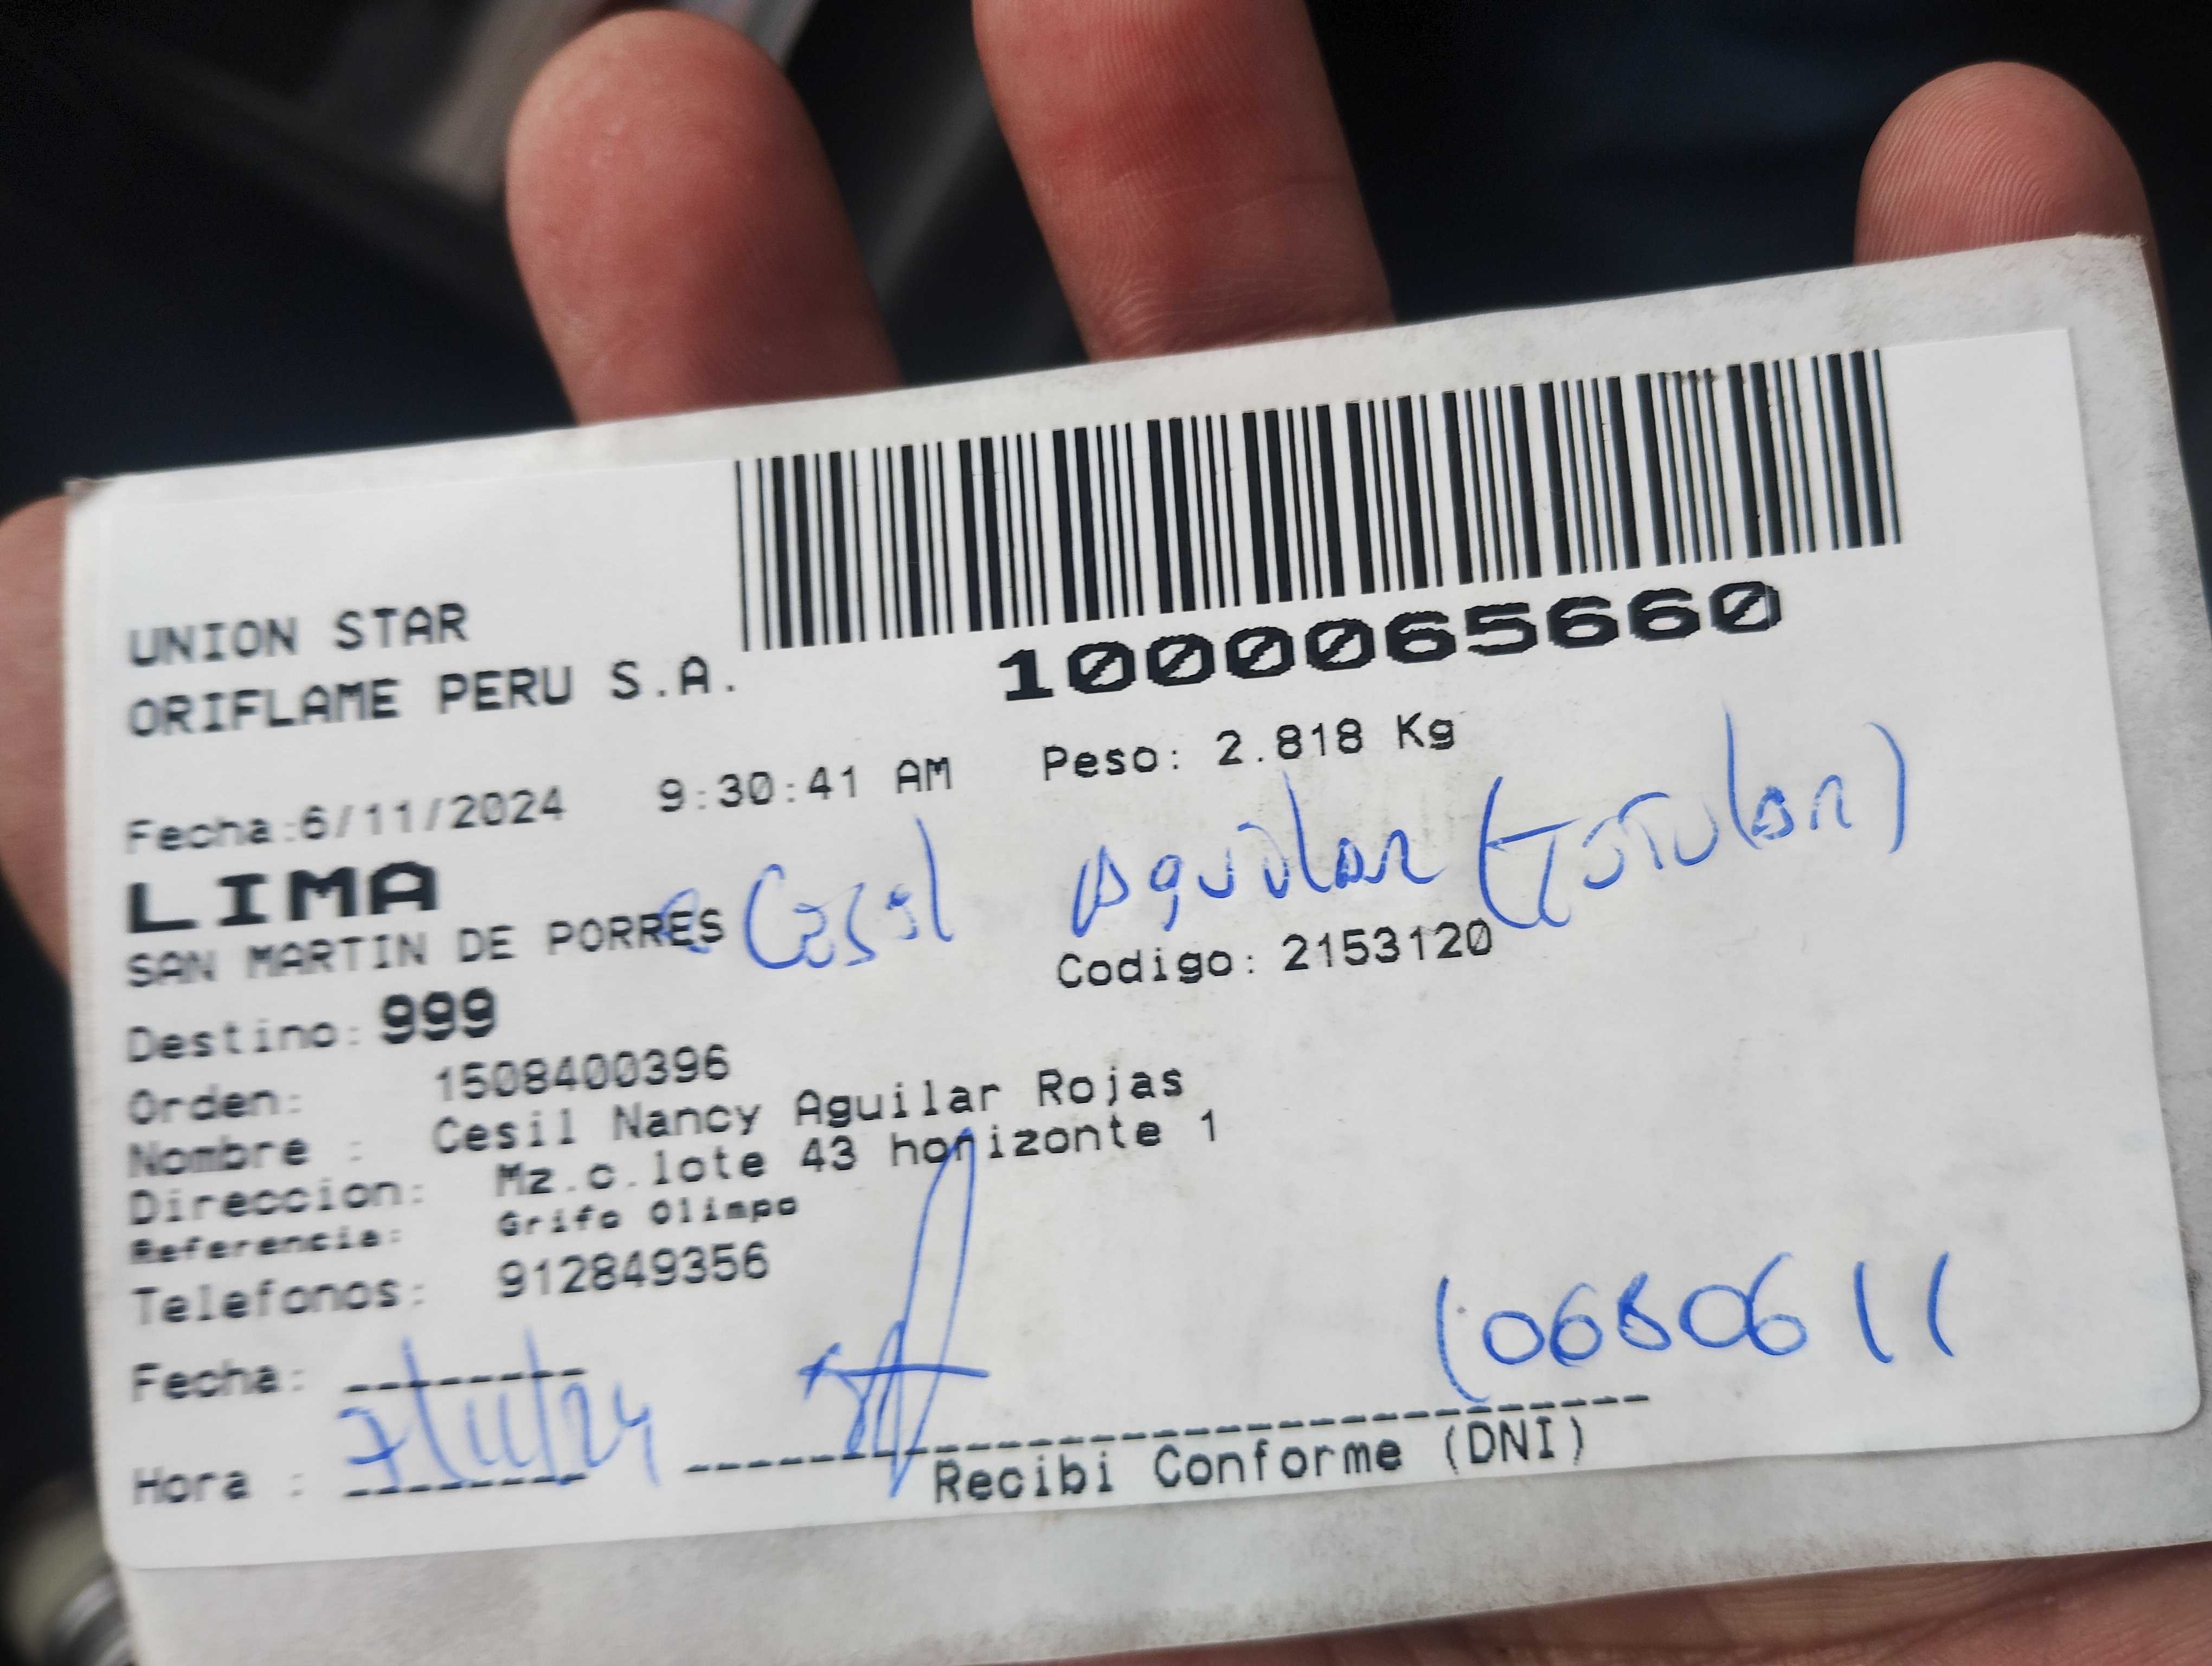 UNION STAR
ORIFLAME PERU S.A.
1000065660
Fecha:6/11/2024 9:30:41 AM Peso: 2.818 Kg
LIMA
Cesil Aguilar (Titular)
SAN MARTIN DE PORRES
Codigo: 2153120
Destino: 999
Orden: 1508400396
Nombre : Cesil Nancy Aguilar Rojas
Direccion: Mz.c.lote 43 horizonte 1
Referencia: Grifo Olimpo
Telefonos: 912849356
Fecha:
7/11/24
Hora :
10680611
Recibi Conforme (DNI)